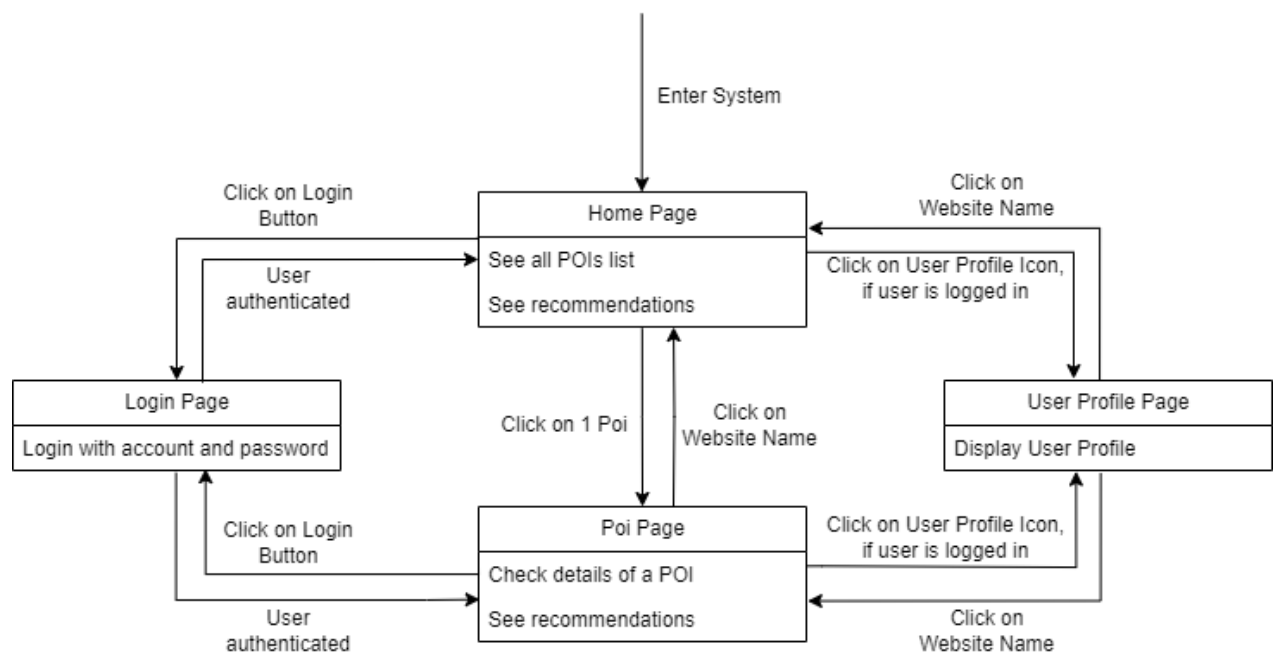 Enter System
Click on Login
Button
Click on
Website Name
Home Page
See all POIs list
See recommendations
User
authenticated
Click on User Profile Icon,
if user is logged in
Login Page
Login with account and password
Click on 1 Poi
Click on
Website Name
User Profile Page
Display User Profile
Click on Login
Button
Poi Page
Check details of a POI
See recommendations
Click on User Profile Icon,
if user is logged in
User
authenticated
Click on
Website Name